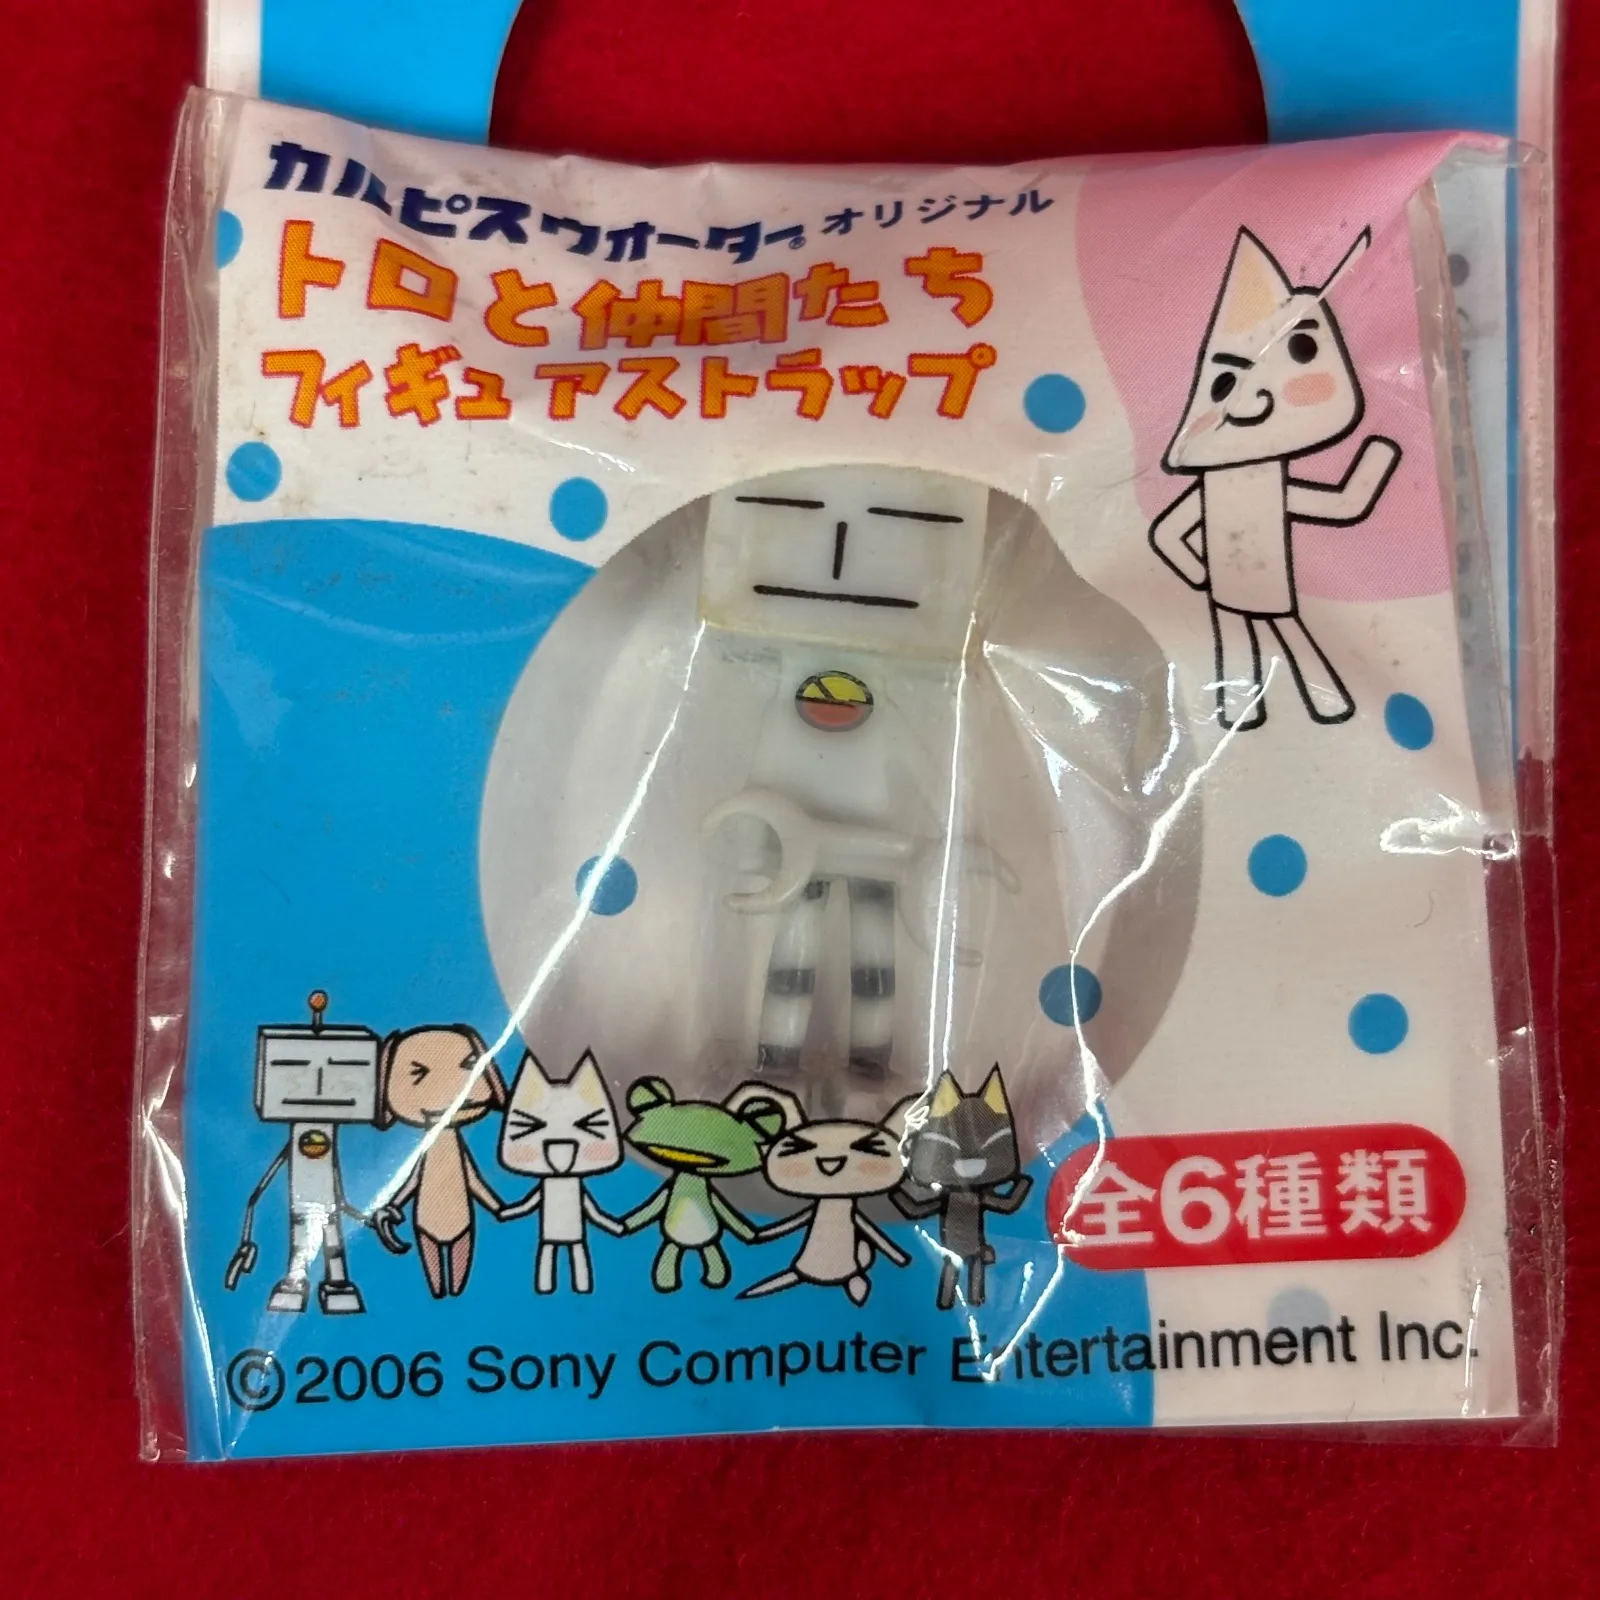 カルピスウォーター® オリジナル
トロと仲間たち
フィギュアストラップ
全6種類
©2006 Sony Computer Entertainment Inc.